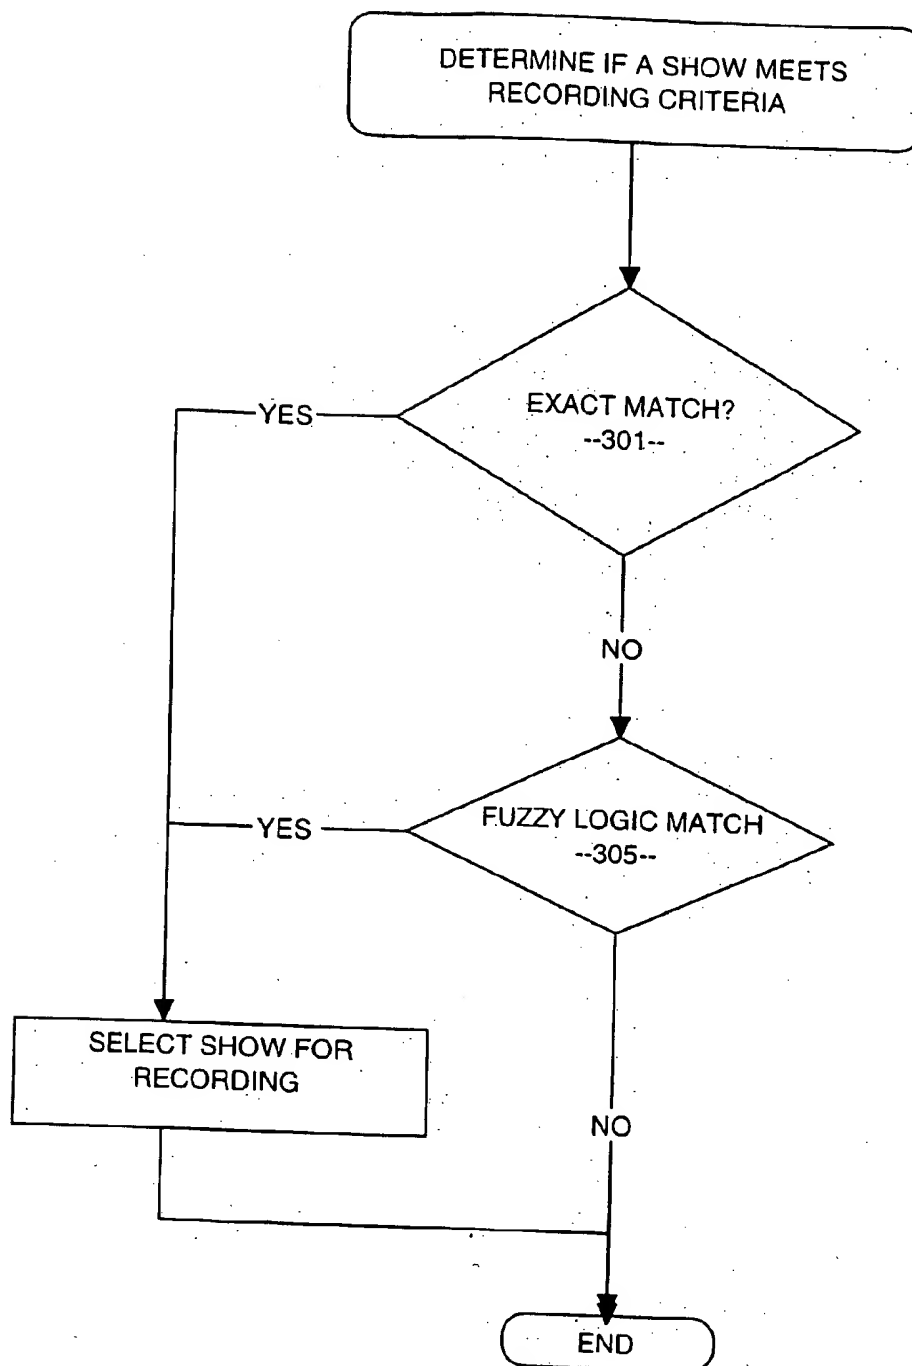 DETERMINE IF A SHOW MEETS
RECORDING CRITERIA
EXACT MATCH?
--301--
YES
NO
FUZZY LOGIC MATCH
--305--
YES
SELECT SHOW FOR
RECORDING
NO
END